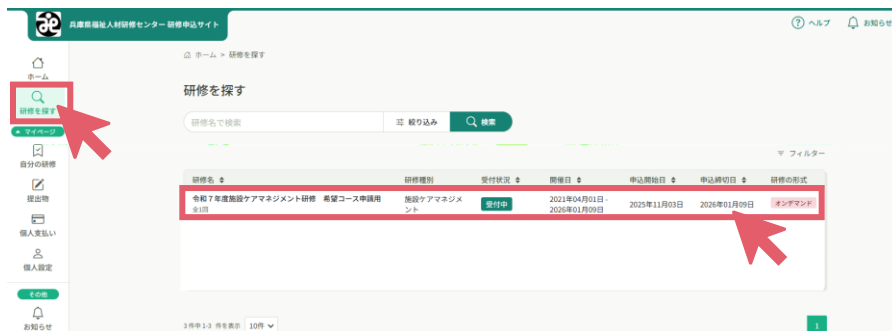 兵庫県福祉人材研修センター 研修申込サイト
ヘルプ
お知らせ
ホーム > 研修を探す
ホーム
研修を探す
マイページ
自分の研修
提出物
個人支払い
個人設定
その他
お知らせ
研修を探す
研修名で検索
絞り込み
検索
フィルター
研修名 研修種別 受付状況 開催日 申込開始日 申込締切日 研修の形式
令和7年度施設ケアマネジメント研修 希望コース申請用
全1回
施設ケアマネジメ
ント
受付中
2021年04月01日 -
2026年01月09日
2025年11月03日
2026年01月09日
オンデマンド
3件中 1-3 件を表示 10件
1